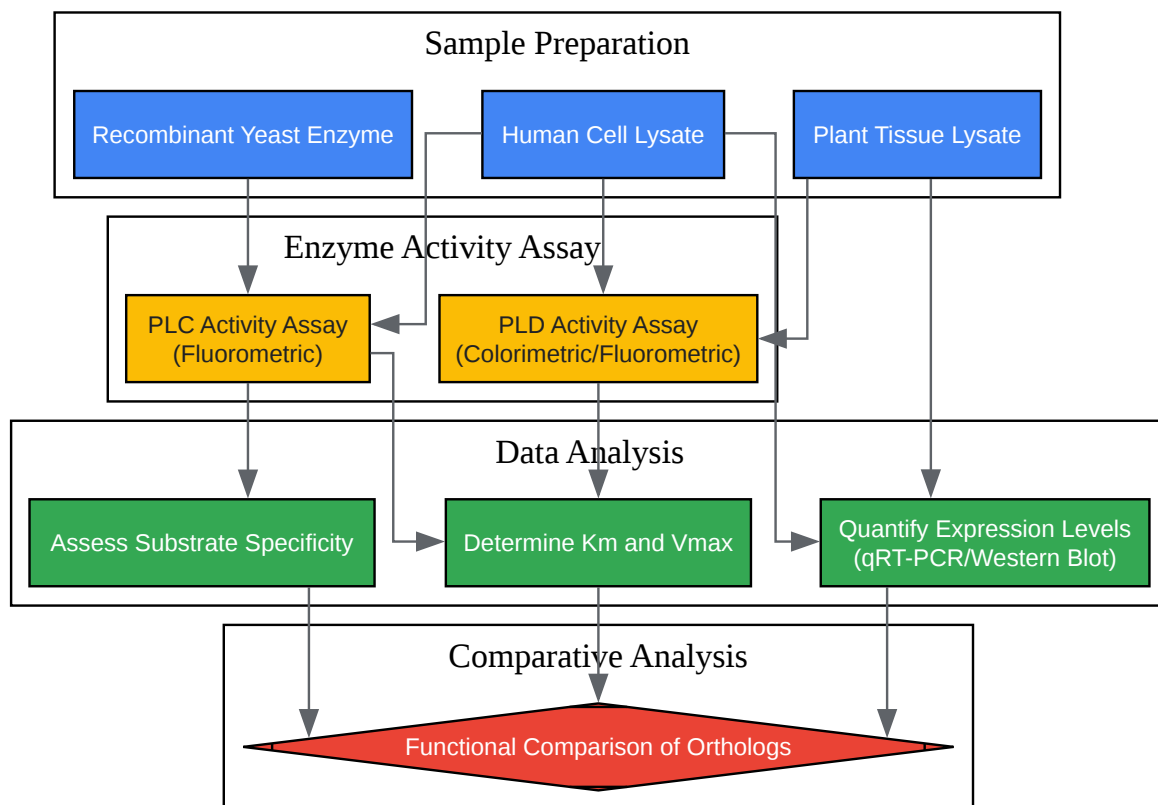 Sample Preparation
Recombinant Yeast Enzyme
Human Cell Lysate
Plant Tissue Lysate
Enzyme Activity Assay
PLC Activity Assay
(Fluorometric)
PLD Activity Assay
(Colorimetric/Fluorometric)
Data Analysis
Assess Substrate Specificity
Determine Km and Vmax
Quantify Expression Levels
(qRT-PCR/Western Blot)
Comparative Analysis
Functional Comparison of Orthologs